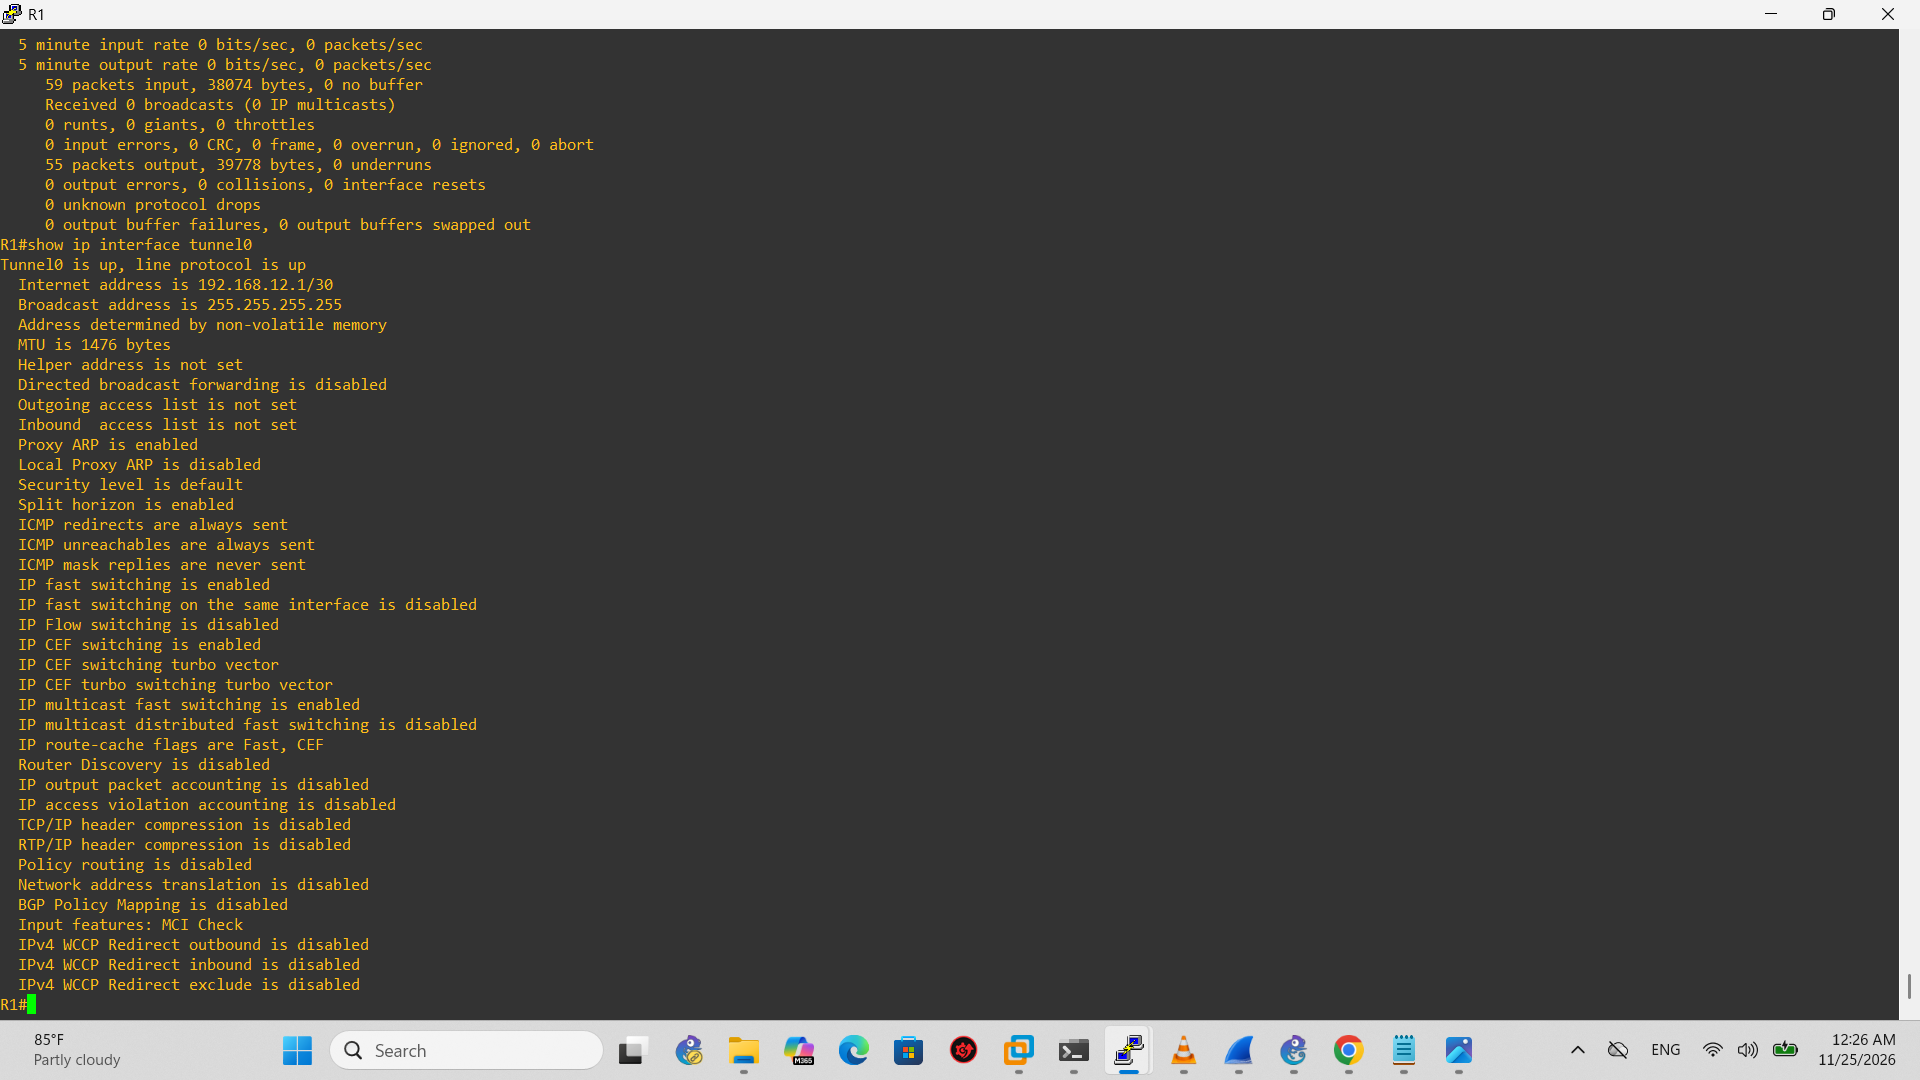 R1
5 minute input rate 0 bits/sec, 0 packets/sec
5 minute output rate 0 bits/sec, 0 packets/sec
59 packets input, 38074 bytes, 0 no buffer
Received 0 broadcasts (0 IP multicasts)
0 runts, 0 giants, 0 throttles
0 input errors, 0 CRC, 0 frame, 0 overrun, 0 ignored, 0 abort
55 packets output, 39778 bytes, 0 underruns
0 output errors, 0 collisions, 0 interface resets
0 unknown protocol drops
0 output buffer failures, 0 output buffers swapped out
R1#show ip interface tunnel0
Tunnel0 is up, line protocol is up
Internet address is 192.168.12.1/30
Broadcast address is 255.255.255.255
Address determined by non-volatile memory
MTU is 1476 bytes
Helper address is not set
Directed broadcast forwarding is disabled
Outgoing access list is not set
Inbound  access list is not set
Proxy ARP is enabled
Local Proxy ARP is disabled
Security level is default
Split horizon is enabled
ICMP redirects are always sent
ICMP unreachables are always sent
ICMP mask replies are never sent
IP fast switching is enabled
IP fast switching on the same interface is disabled
IP Flow switching is disabled
IP CEF switching is enabled
IP CEF switching turbo vector
IP CEF turbo switching turbo vector
IP multicast fast switching is enabled
IP multicast distributed fast switching is disabled
IP route-cache flags are Fast, CEF
Router Discovery is disabled
IP output packet accounting is disabled
IP access violation accounting is disabled
TCP/IP header compression is disabled
RTP/IP header compression is disabled
Policy routing is disabled
Network address translation is disabled
BGP Policy Mapping is disabled
Input features: MCI Check
IPv4 WCCP Redirect outbound is disabled
IPv4 WCCP Redirect inbound is disabled
IPv4 WCCP Redirect exclude is disabled
R1#
85°F
Partly cloudy
Search
M365
ENG
12:26 AM
11/25/2026